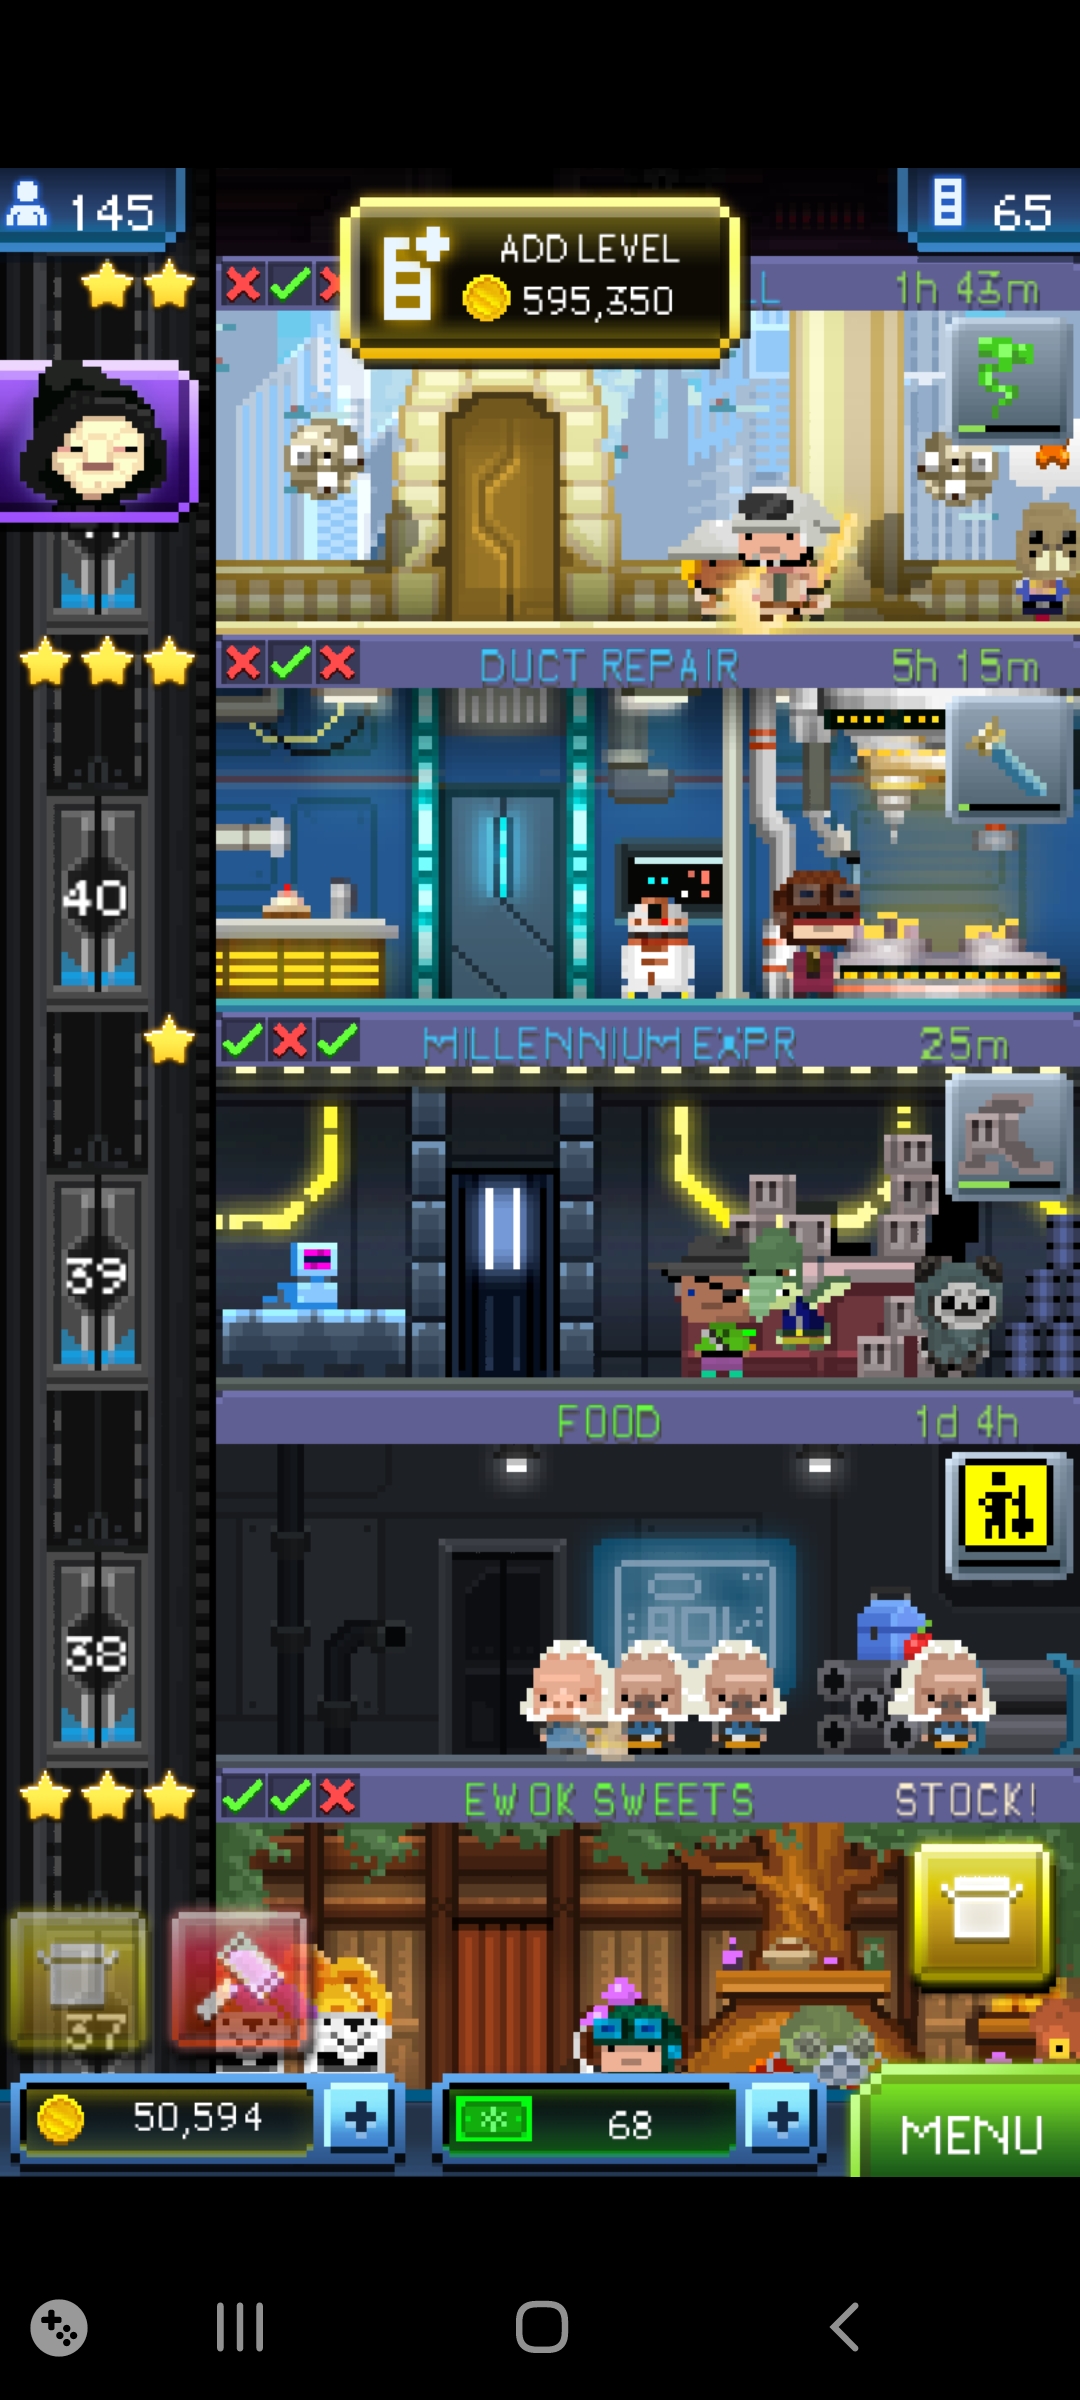 145
ADD LEVEL
595,350
65
1h 43m
DUCT REPAIR
5h 15m
40
MILLENNIUM EXPR
25m
39
FOOD
1d 4h
38
EWOK SWEETS
STOCK!
37
50,594
68
MENU